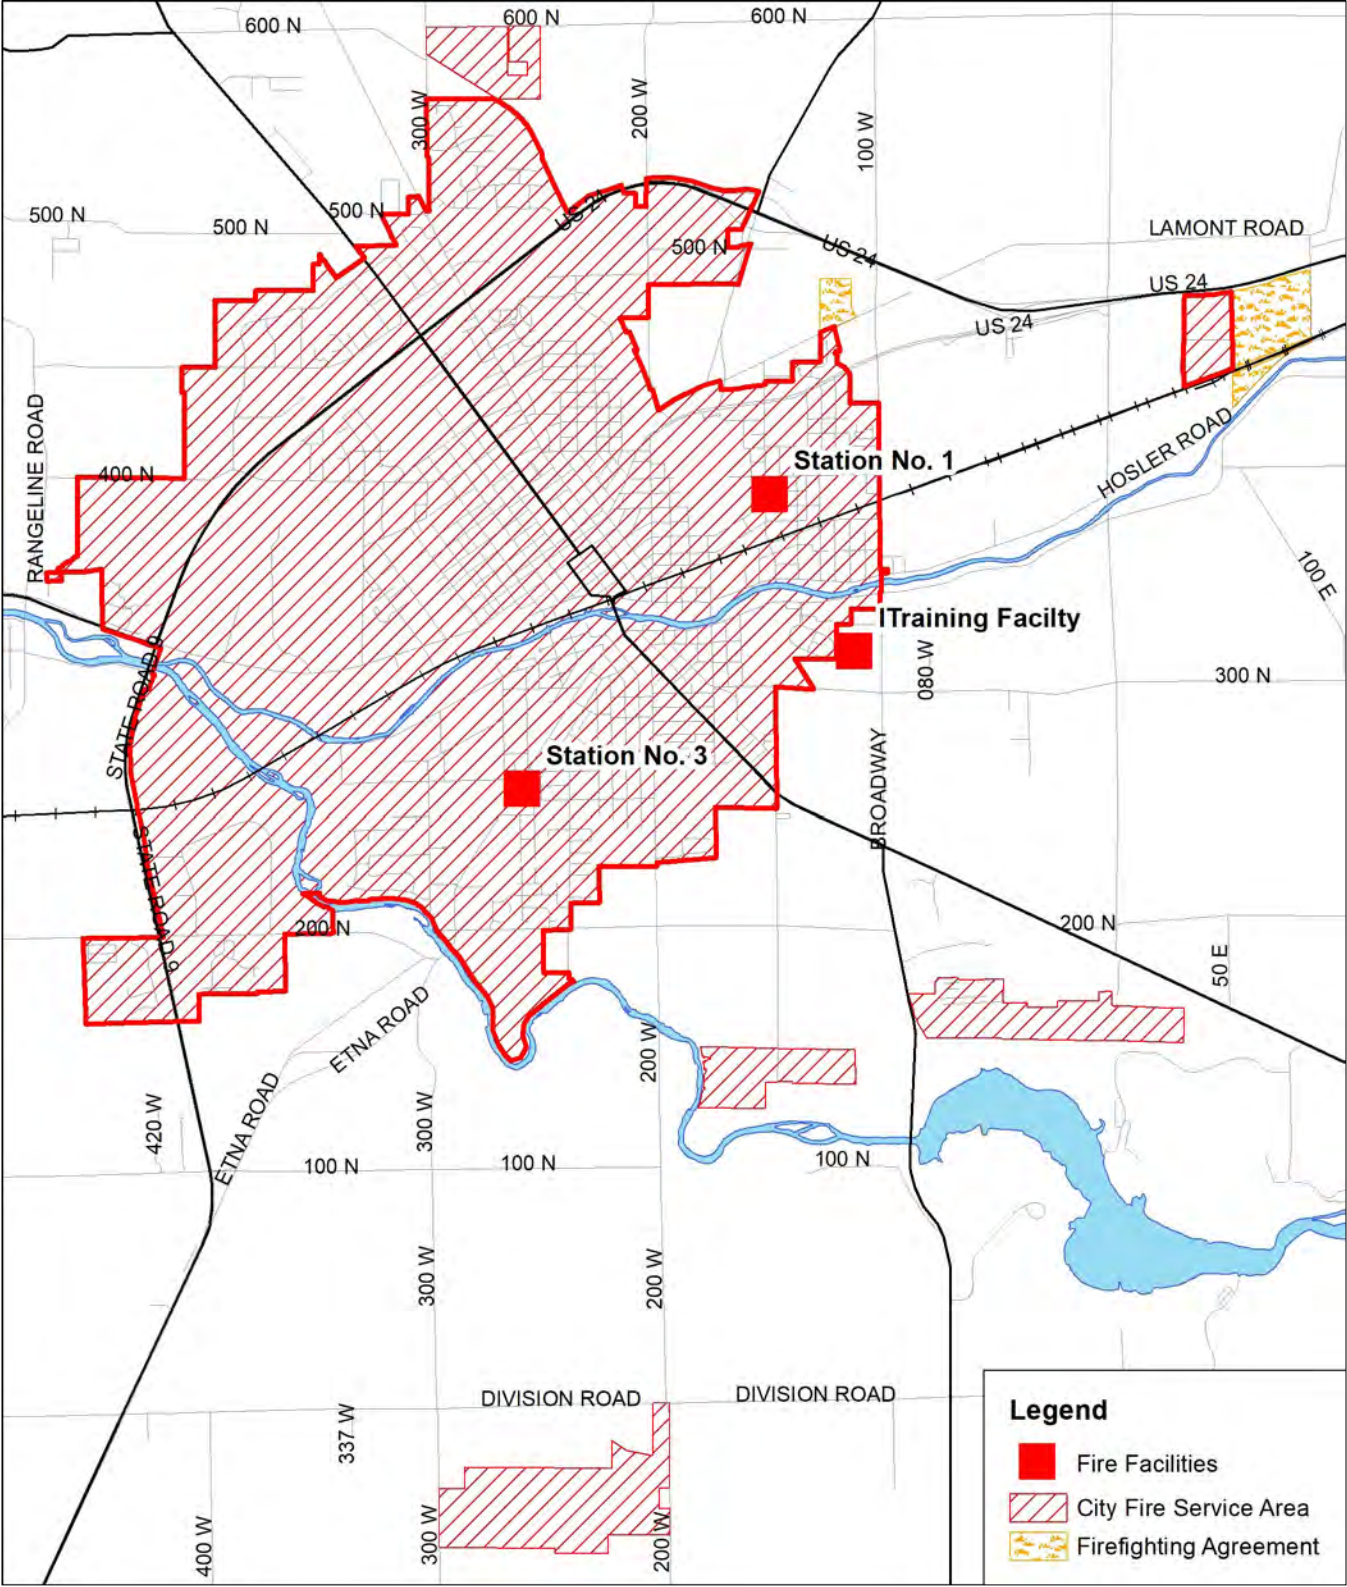 600 N
600 N
600 N
300 W
200 W
100 W
500 N
500 N
500 N
US 24
500 N
US 24
LAMONT ROAD
US 24
US 24
RANGELINE ROAD
400 N
Station No. 1
HOSLER ROAD
100 E
ITraining Facilty
080 W
300 N
STATE ROAD 9
Station No. 3
BROADWAY
STATE ROAD 9
200 N
200 N
50 E
ETNA ROAD
200 W
420 W
ETNA ROAD
300 W
100 N
100 N
100 N
300 W
200 W
DIVISION ROAD
DIVISION ROAD
337 W
400 W
300 W
200 W
Legend
Fire Facilities
City Fire Service Area
Firefighting Agreement